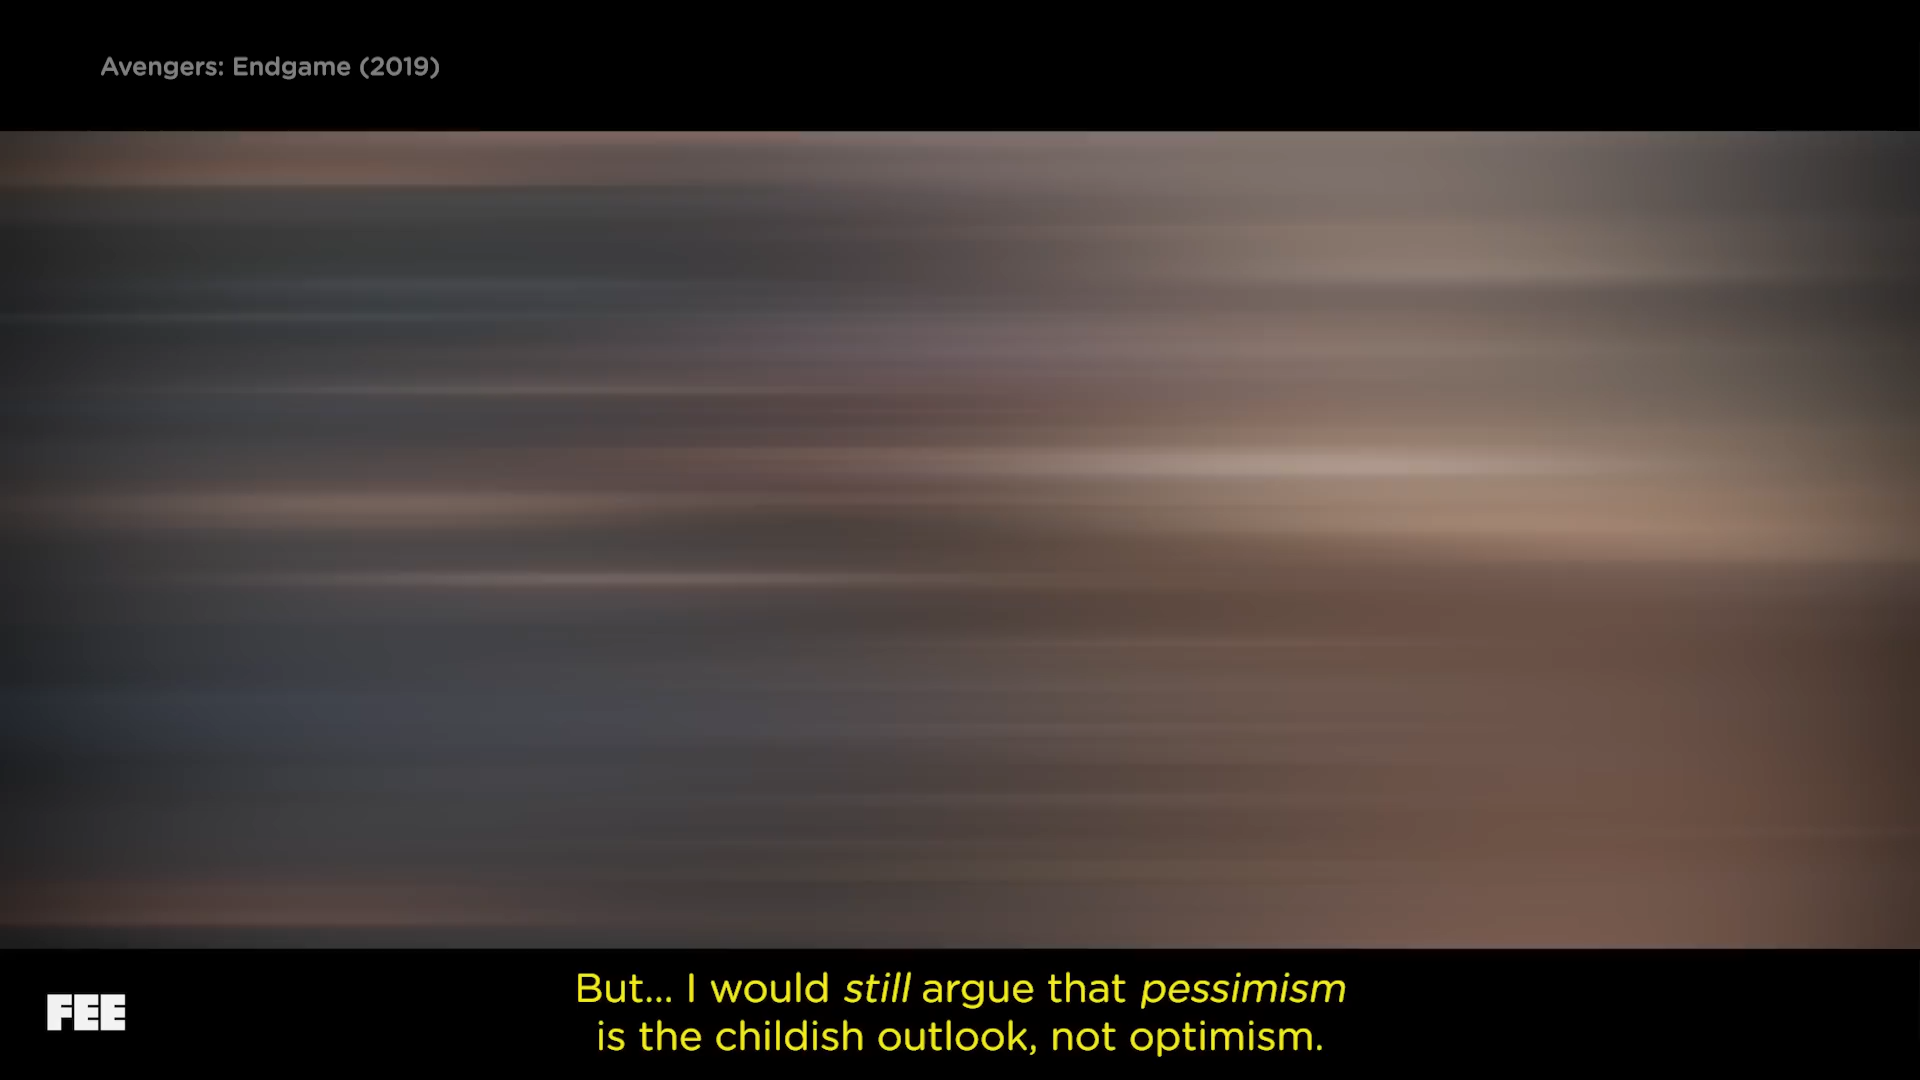 Avengers: Endgame (2019)
FEE
But... I would still argue that pessimism
is the childish outlook, not optimism.